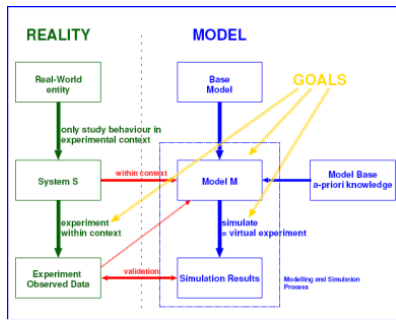 REALITY
MODEL
Real-World
entity
Base
Model
GOALS
only study behaviour in
experimental context
System S
within context
Model M
Model Base
a-priori knowledge
experiment
within context
simulate
= virtual experiment
Experiment
Observed Data
validation
Simulation Results
Modelling and Simulation
Process